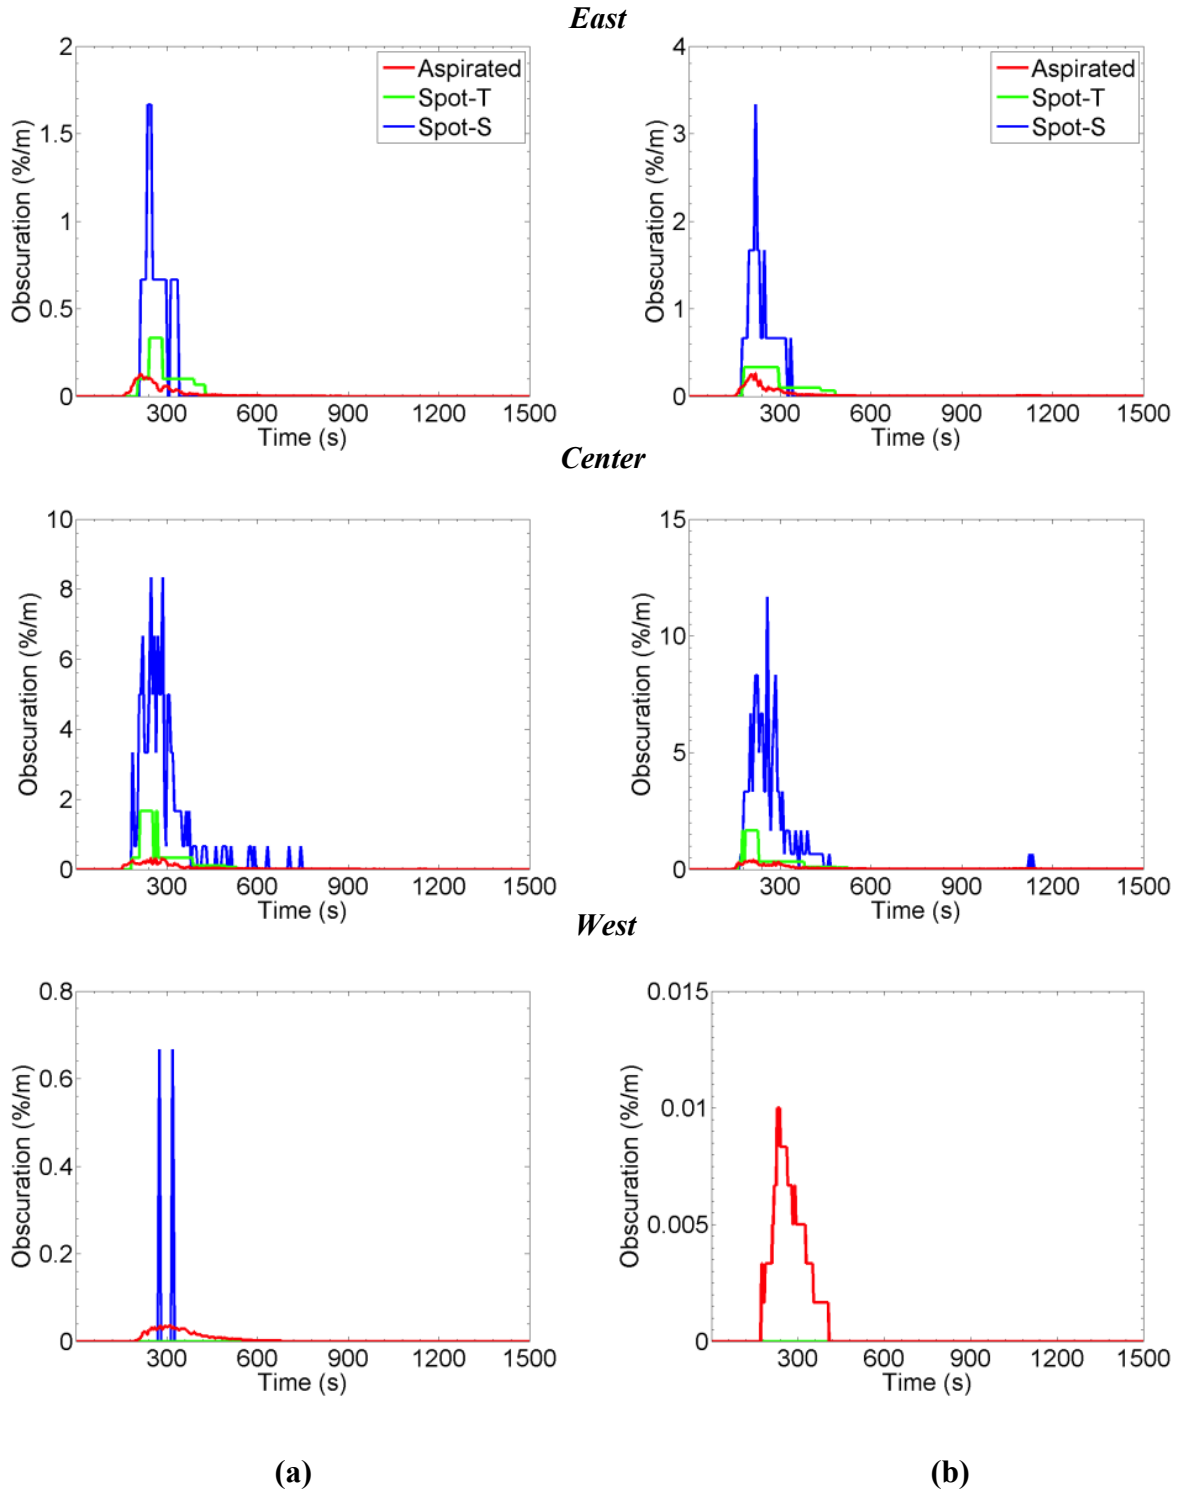 East
2
1.5
1
0.5
0
Obscuration (%/m)
Aspirated
Spot-T
Spot-S
300 600 900 1200 1500
Time (s)
4
3
2
1
0
Obscuration (%/m)
Aspirated
Spot-T
Spot-S
300 600 900 1200 1500
Time (s)
Center
10
8
6
4
2
0
Obscuration (%/m)
300 600 900 1200 1500
Time (s)
15
10
5
0
Obscuration (%/m)
300 600 900 1200 1500
Time (s)
West
0.8
0.6
0.4
0.2
0
Obscuration (%/m)
300 600 900 1200 1500
Time (s)
0.015
0.01
0.005
0
Obscuration (%/m)
300 600 900 1200 1500
Time (s)
(a)
(b)